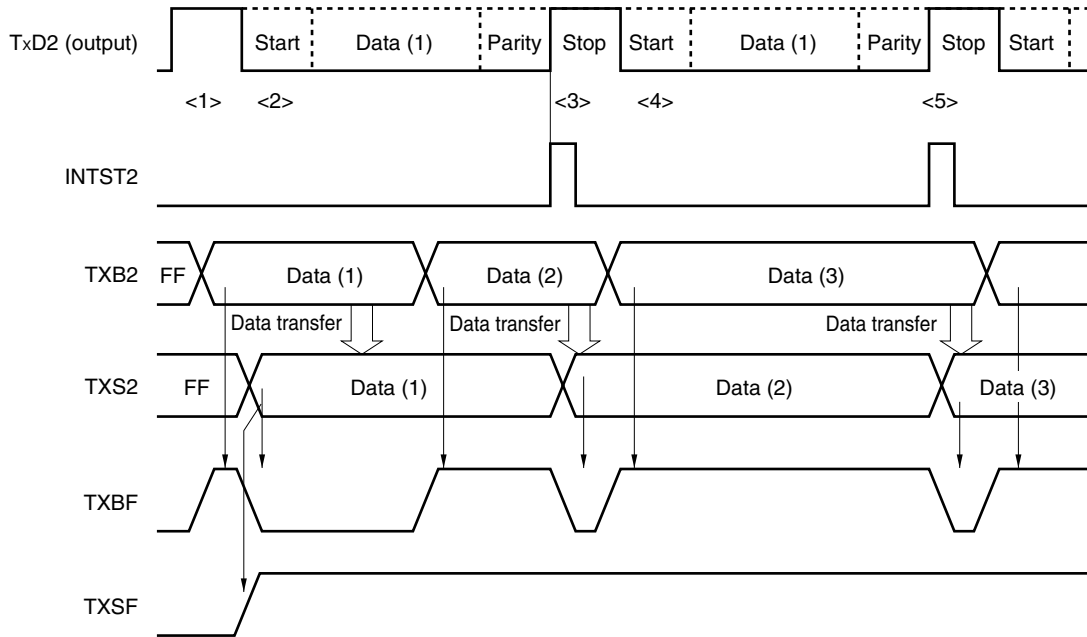 TxD2 (output) Start Data (1) Parity Stop Start Data (1) Parity Stop Start
<1> <2> <3> <4> <5>
INTST2
TXB2 FF Data (1) Data (2) Data (3)
Data transfer Data transfer Data transfer
TXS2 FF Data (1) Data (2) Data (3)
TXBF
TXSF